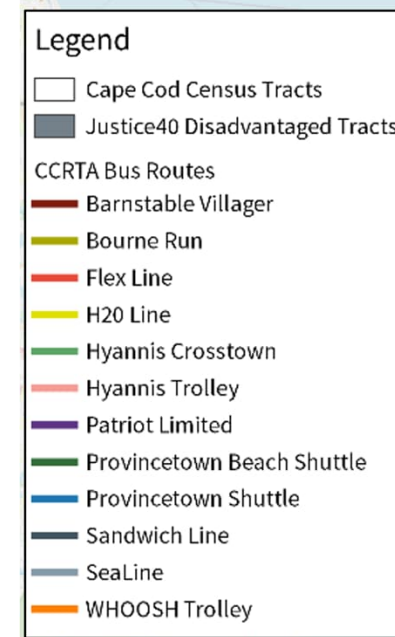 Legend
Cape Cod Census Tracts
Justice40 Disadvantaged Tracts
CCRTA Bus Routes
Barnstable Villager
Bourne Run
Flex Line
H20 Line
Hyannis Crosstown
Hyannis Trolley
Patriot Limited
Provincetown Beach Shuttle
Provincetown Shuttle
Sandwich Line
SeaLine
WHOOSH Trolley